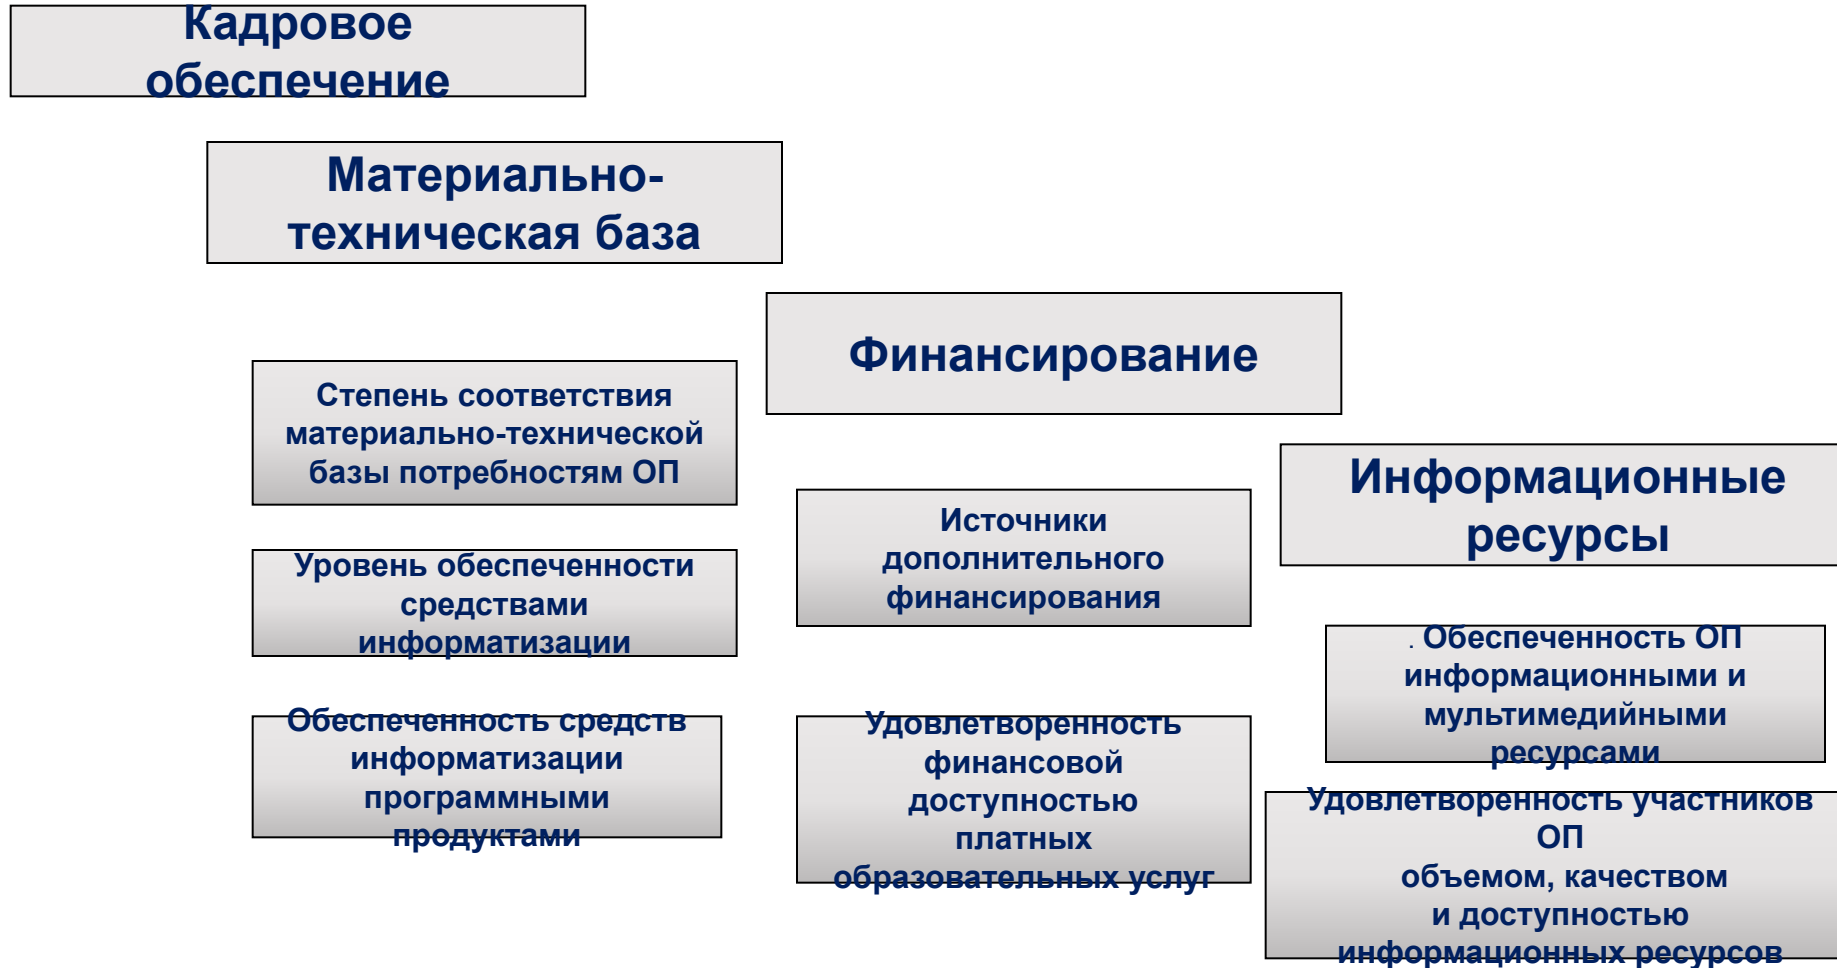 Кадровое
обеспечение
Материально-
техническая база
Финансирование
Степень соответствия
материально-технической
базы потребностям ОП
Информационные
ресурсы
Источники
дополнительного
финансирования
Уровень обеспеченности
средствами
информатизации
. Обеспеченность ОП
информационными и
мультимедийными
ресурсами
Обеспеченность средств
информатизации
программными
продуктами
Удовлетворенность
финансовой
доступностью
платных
образовательных услуг
Удовлетворенность участников
ОП
объемом, качеством
и доступностью
информационных ресурсов